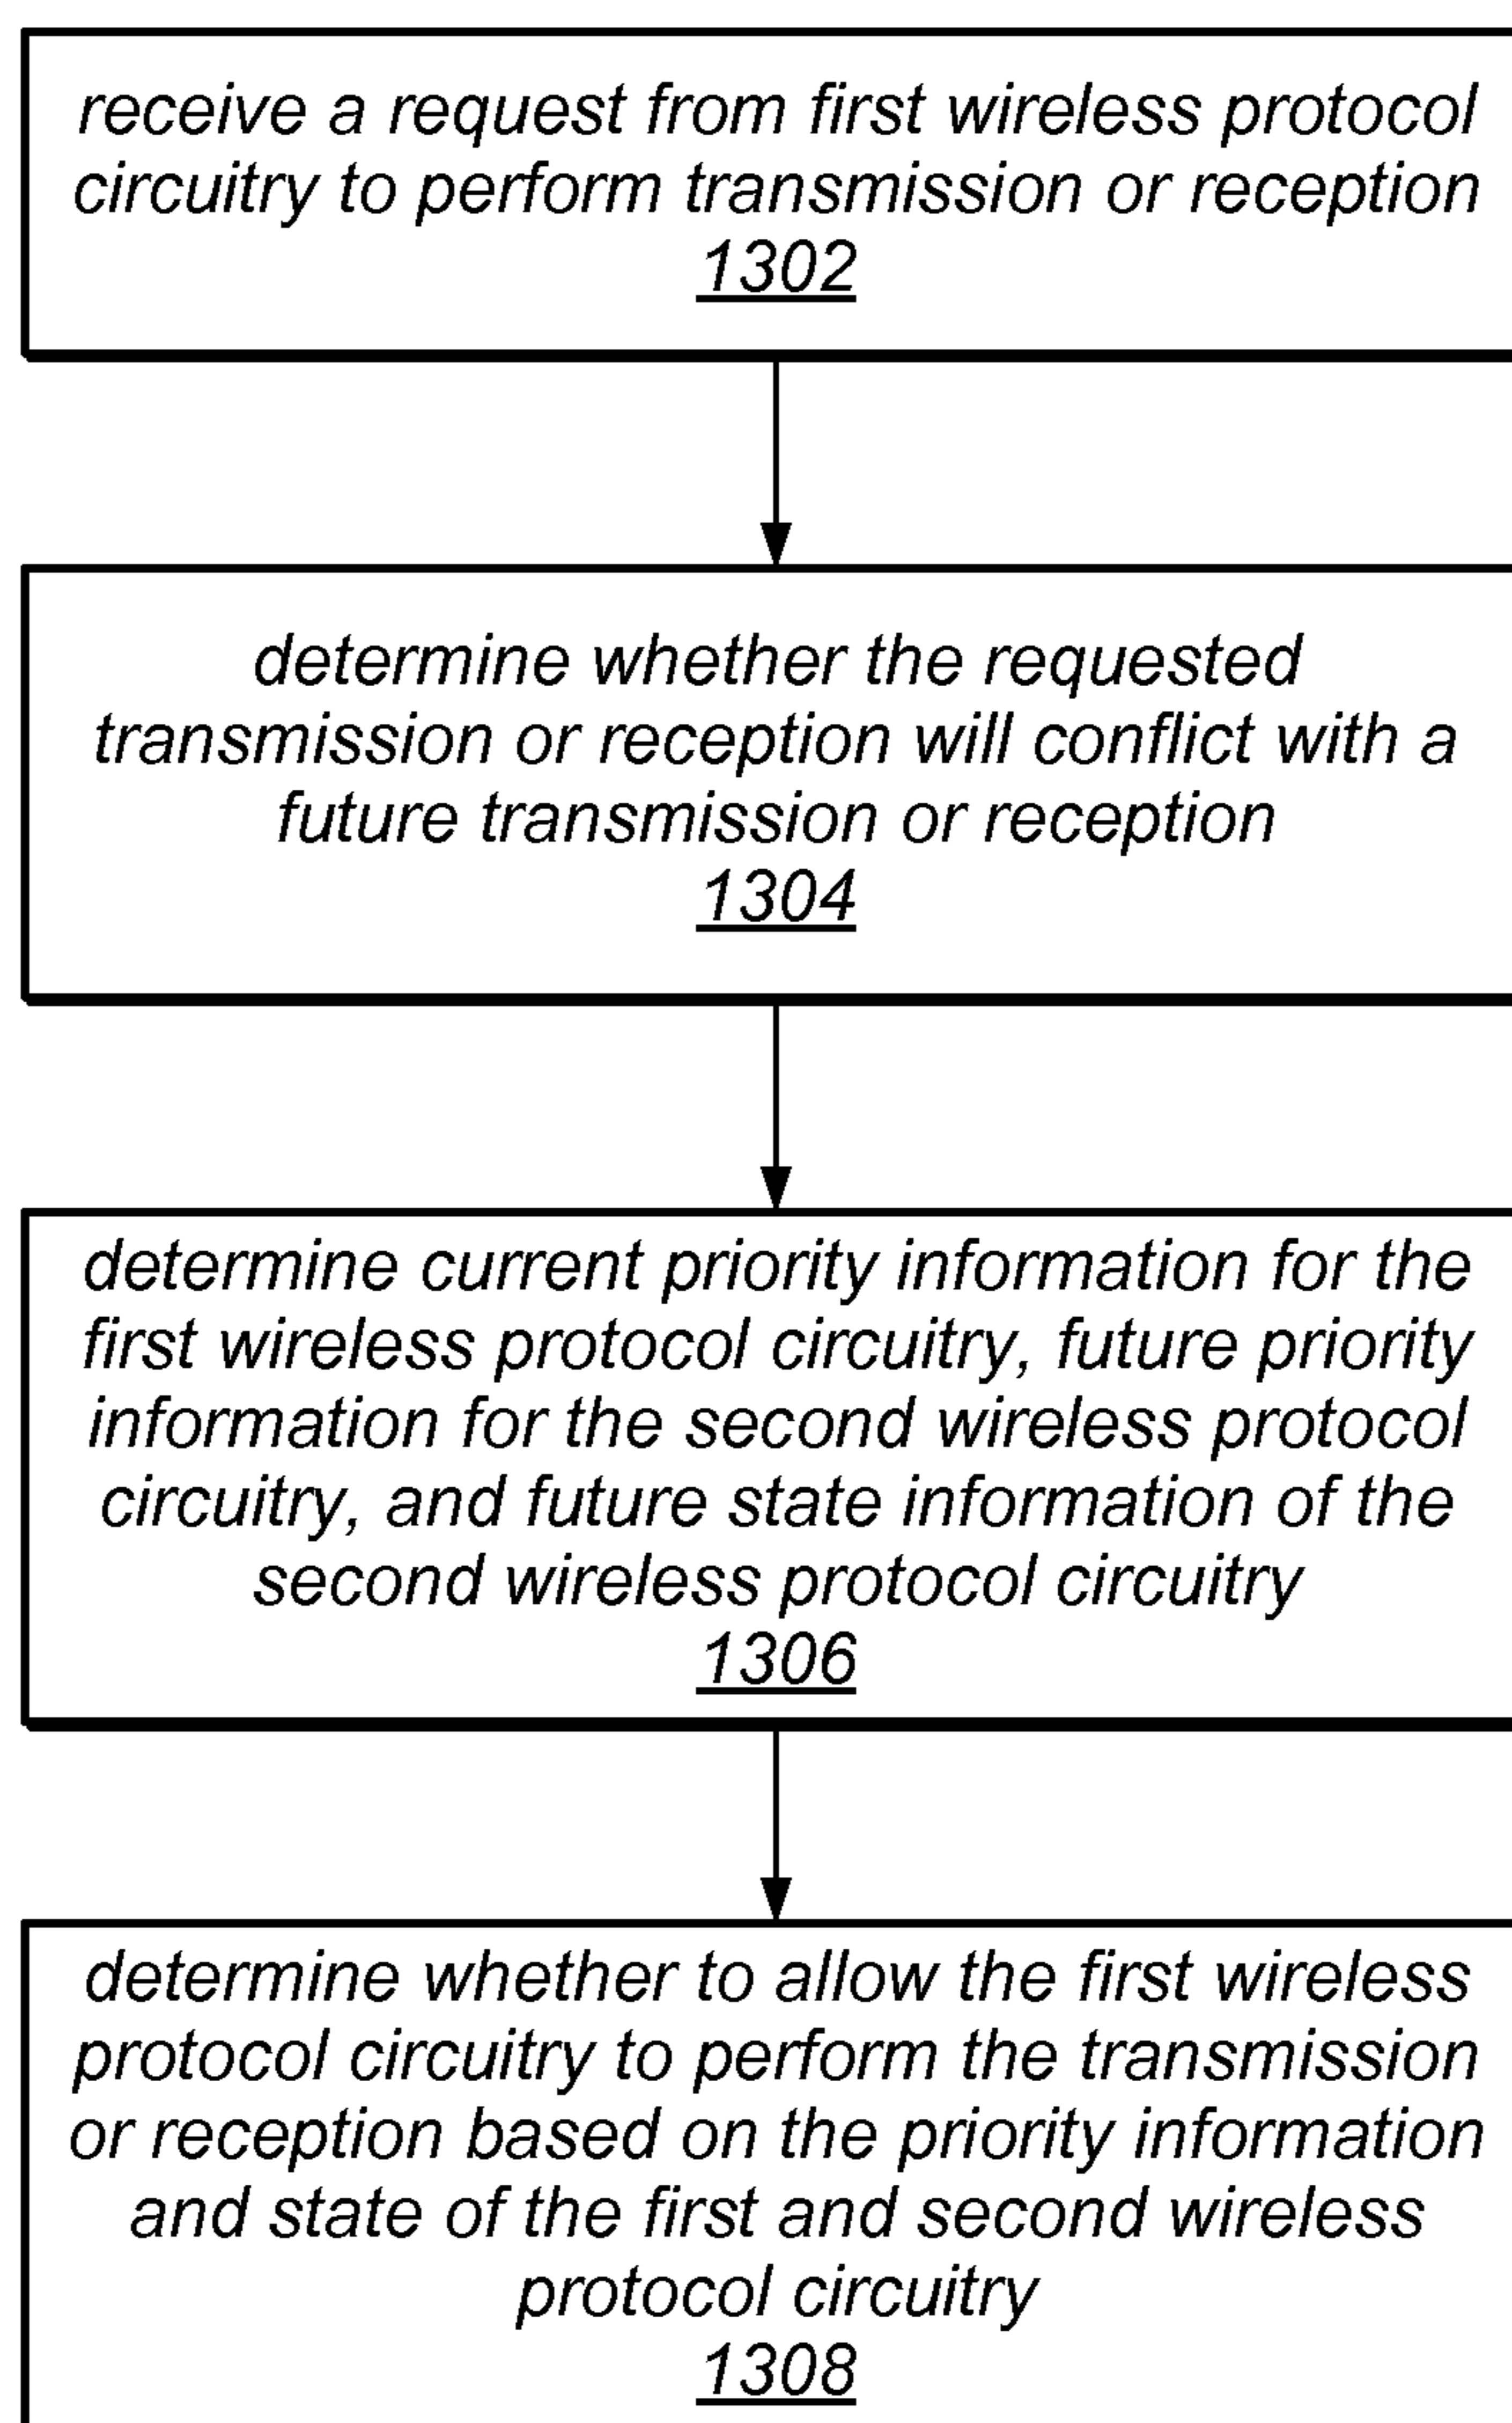 receive a request from first wireless protocol
circuitry to perform transmission or reception
1302
determine whether the requested
transmission or reception will conflict with a
future transmission or reception
1304
determine current priority information for the
first wireless protocol circuitry, future priority
information for the second wireless protocol
circuitry, and future state information of the
second wireless protocol circuitry
1306
determine whether to allow the first wireless
protocol circuitry to perform the transmission
or reception based on the priority information
and state of the first and second wireless
protocol circuitry
1308